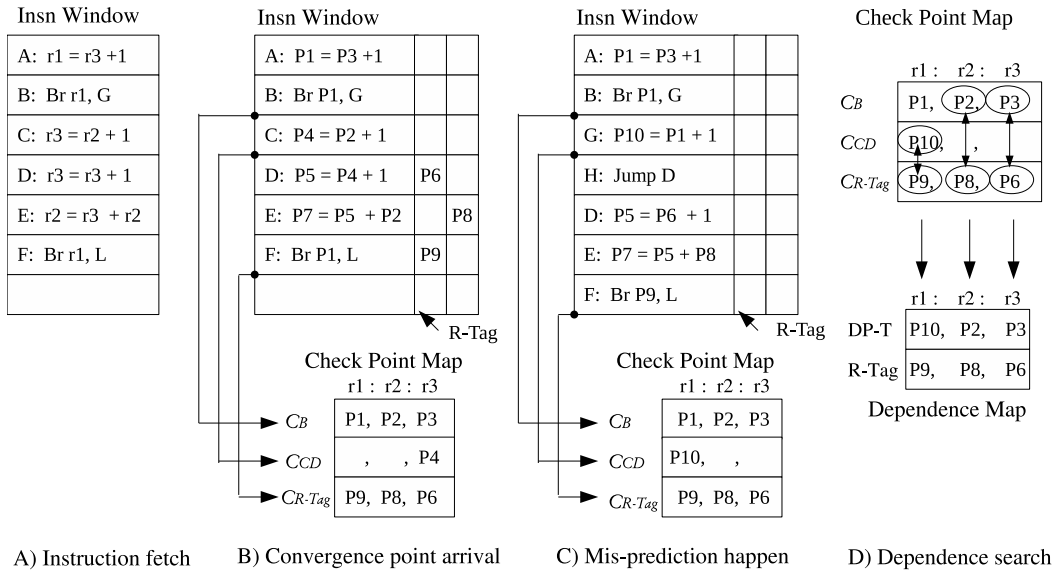 Insn Window
A: r1 = r3 +1
B: Br r1, G
C: r3 = r2 + 1
D: r3 = r3 + 1
E: r2 = r3 + r2
F: Br r1, L
A) Instruction fetch
Insn Window
A: P1 = P3 +1
B: Br P1, G
C: P4 = P2 + 1
D: P5 = P4 + 1 P6
E: P7 = P5 + P2 P8
F: Br P1, L P9
R-Tag
Check Point Map
r1 : r2 : r3
CB P1, P2, P3
CCD , , P4
CR-Tag P9, P8, P6
B) Convergence point arrival
Insn Window
A: P1 = P3 +1
B: Br P1, G
G: P10 = P1 + 1
H: Jump D
D: P5 = P6 + 1
E: P7 = P5 + P8
F: Br P9, L
R-Tag
Check Point Map
r1 : r2 : r3
CB P1, P2, P3
CCD P10, ,
CR-Tag P9, P8, P6
C) Mis-prediction happen
Check Point Map
r1 : r2 : r3
CB P1, P2, P3
CCD P10, ,
CR-Tag P9, P8, P6
r1 : r2 : r3
DP-T P10, P2, P3
R-Tag P9, P8, P6
Dependence Map
D) Dependence search